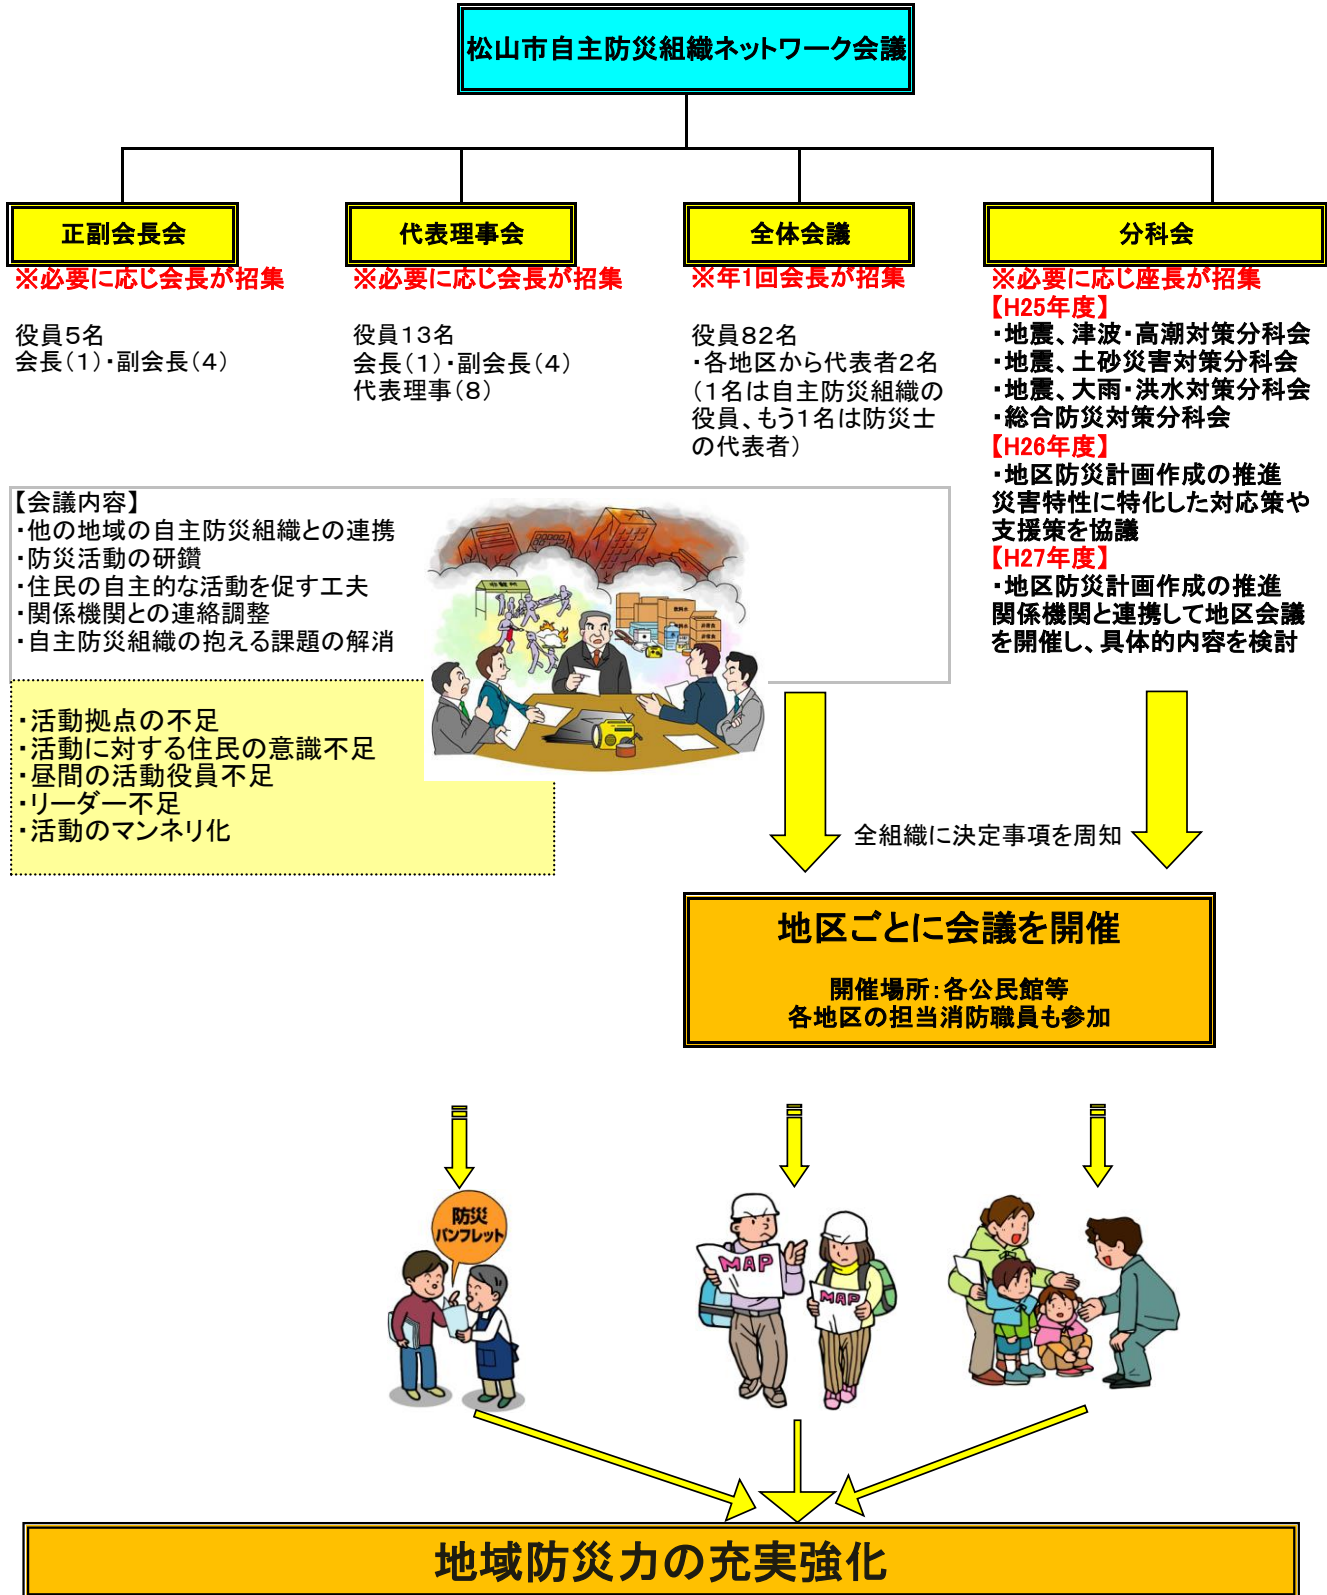 松山市自主防災組織ネットワーク会議
正副会長会
※必要に応じ会長が招集
役員5名
会長(1)・副会長(4)
代表理事会
※必要に応じ会長が招集
役員13名
会長(1)・副会長(4)
代表理事(8)
全体会議
※年1回会長が招集
役員82名
・各地区から代表者2名
(1名は自主防災組織の
役員、もう1名は防災士
の代表者)
分科会
※必要に応じ座長が招集
【H25年度】
・地震、津波・高潮対策分科会
・地震、土砂災害対策分科会
・地震、大雨・洪水対策分科会
・総合防災対策分科会
【H26年度】
・地区防災計画作成の推進
災害特性に特化した対応策や
支援策を協議
【H27年度】
・地区防災計画作成の推進
関係機関と連携して地区会議
を開催し、具体的内容を検討
【会議内容】
・他の地域の自主防災組織との連携
・防災活動の研鑽
・住民の自主的な活動を促す工夫
・関係機関との連絡調整
・自主防災組織の抱える課題の解消
・活動拠点の不足
・活動に対する住民の意識不足
・昼間の活動役員不足
・リーダー不足
・活動のマンネリ化
全組織に決定事項を周知
地区ごとに会議を開催
開催場所:各公民館等
各地区の担当消防職員も参加
防災
パンフレット
MAP
MAP
地域防災力の充実強化